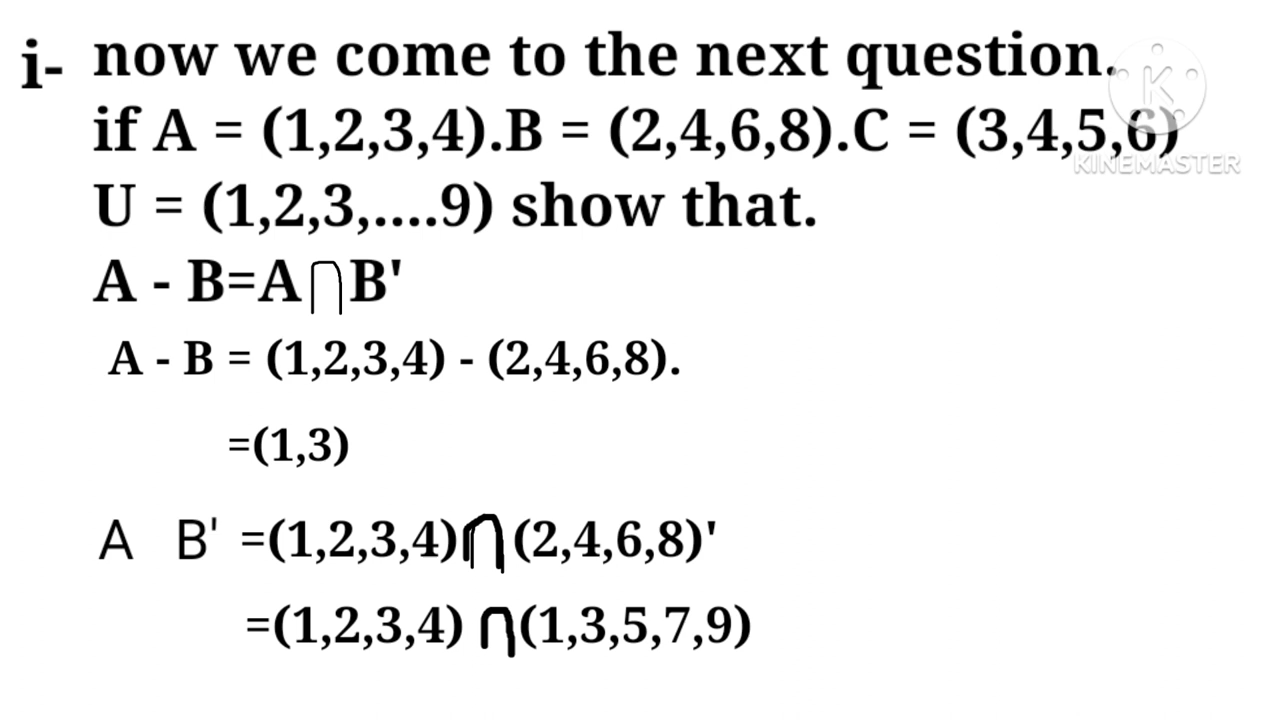 i- now we come to the next question.
if A = (1,2,3,4).B = (2,4,6,8).C = (3,4,5,6)
KINEMASTER
U = (1,2,3,....9) show that.
A - B=A∩B'
A - B = (1,2,3,4) - (2,4,6,8).
=(1,3)
A B' =(1,2,3,4)∩(2,4,6,8)'
=(1,2,3,4) ∩(1,3,5,7,9)